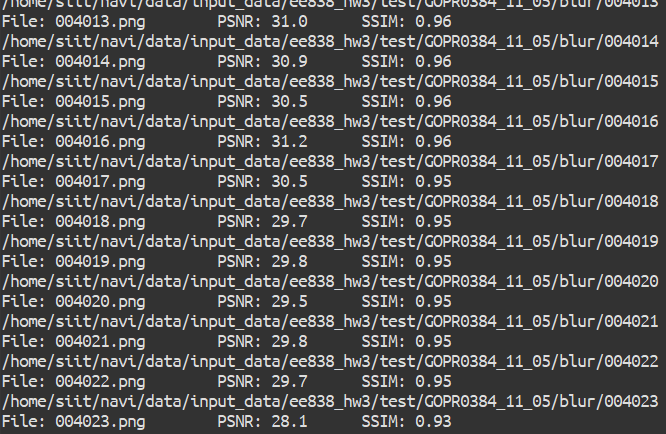 /home/siit/navi/data/input_data/ee838_hw3/test/GOPR0384_11_05/blur/004013
File: 004013.png PSNR: 31.0 SSIM: 0.96
/home/siit/navi/data/input_data/ee838_hw3/test/GOPR0384_11_05/blur/004014
File: 004014.png PSNR: 30.9 SSIM: 0.96
/home/siit/navi/data/input_data/ee838_hw3/test/GOPR0384_11_05/blur/004015
File: 004015.png PSNR: 30.5 SSIM: 0.96
/home/siit/navi/data/input_data/ee838_hw3/test/GOPR0384_11_05/blur/004016
File: 004016.png PSNR: 31.2 SSIM: 0.96
/home/siit/navi/data/input_data/ee838_hw3/test/GOPR0384_11_05/blur/004017
File: 004017.png PSNR: 30.5 SSIM: 0.95
/home/siit/navi/data/input_data/ee838_hw3/test/GOPR0384_11_05/blur/004018
File: 004018.png PSNR: 29.7 SSIM: 0.95
/home/siit/navi/data/input_data/ee838_hw3/test/GOPR0384_11_05/blur/004019
File: 004019.png PSNR: 29.8 SSIM: 0.95
/home/siit/navi/data/input_data/ee838_hw3/test/GOPR0384_11_05/blur/004020
File: 004020.png PSNR: 29.5 SSIM: 0.95
/home/siit/navi/data/input_data/ee838_hw3/test/GOPR0384_11_05/blur/004021
File: 004021.png PSNR: 29.8 SSIM: 0.95
/home/siit/navi/data/input_data/ee838_hw3/test/GOPR0384_11_05/blur/004022
File: 004022.png PSNR: 29.7 SSIM: 0.95
/home/siit/navi/data/input_data/ee838_hw3/test/GOPR0384_11_05/blur/004023
File: 004023.png PSNR: 28.1 SSIM: 0.93